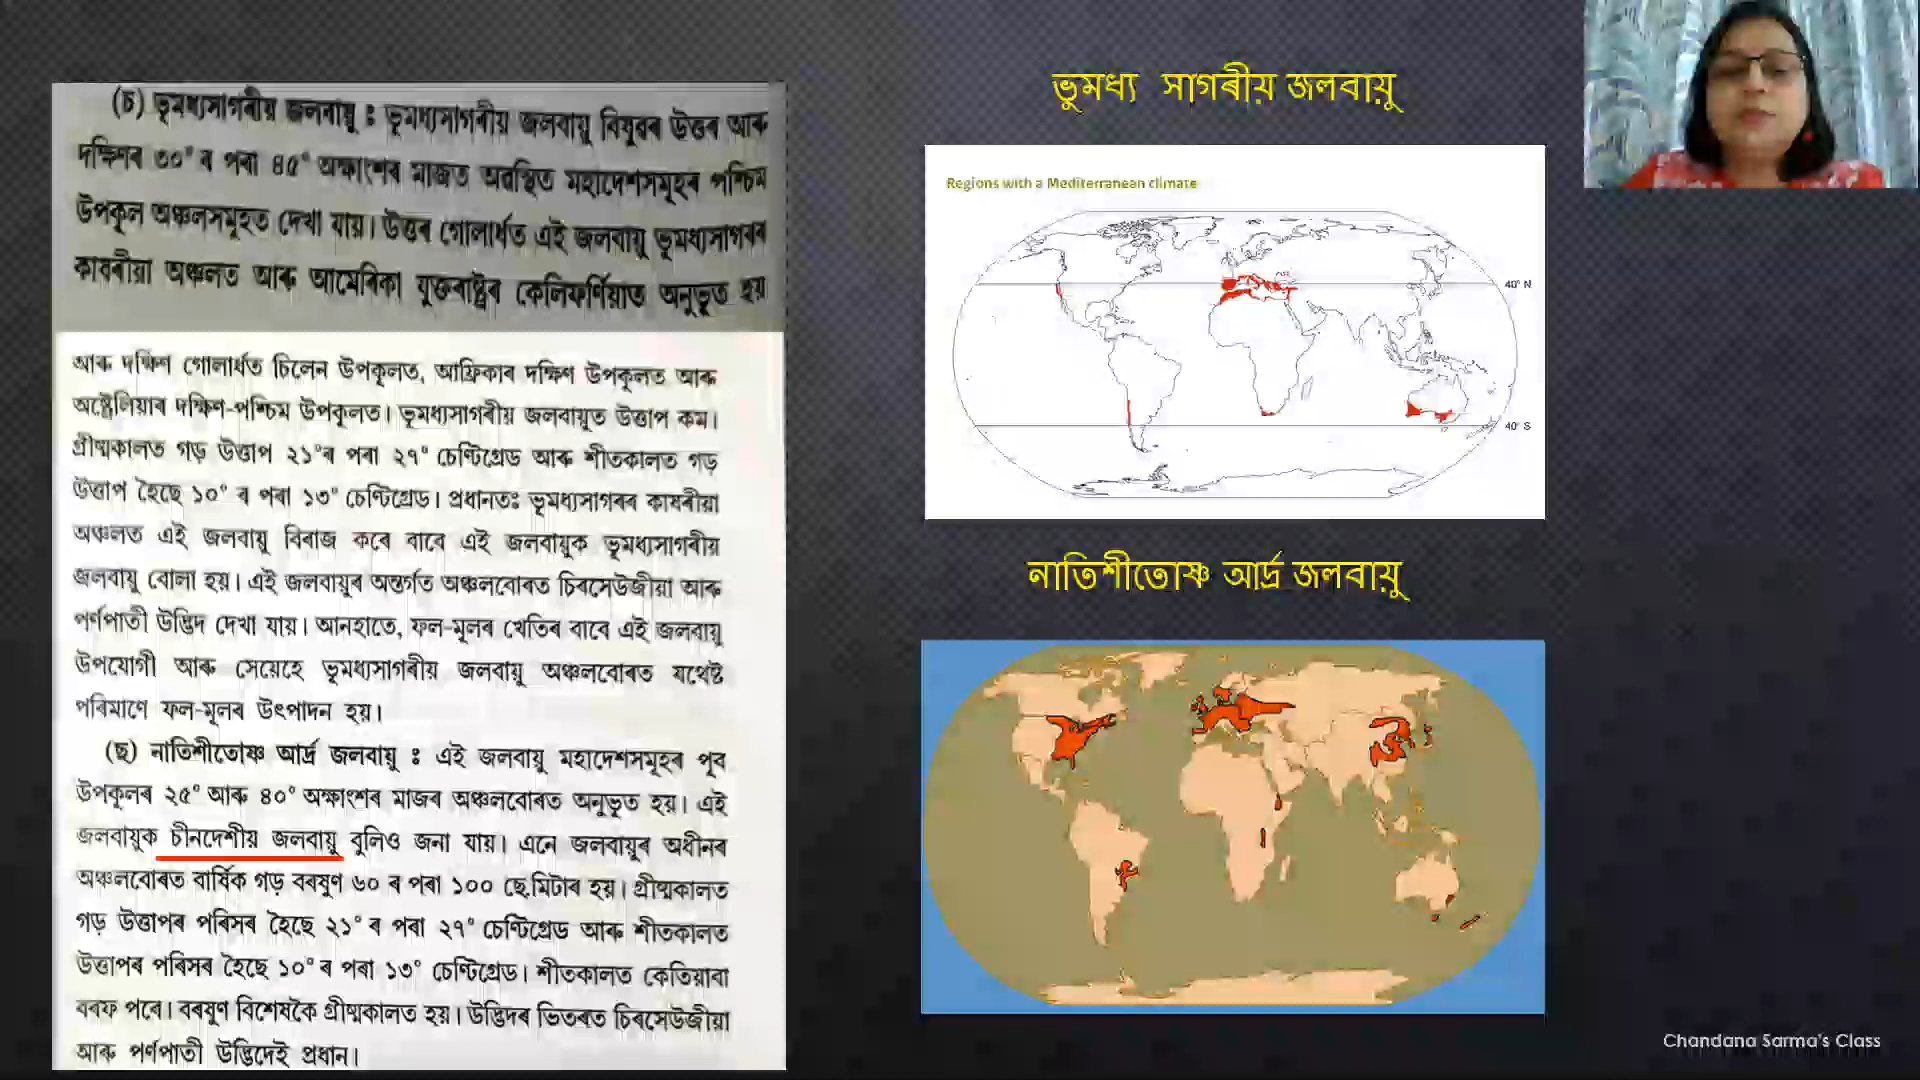 (চ) ভূমধ্যসাগৰীয় জলবায়ু : ভূমধ্যসাগৰীয় জলবায়ু বিষুবৰ উত্তৰ আৰু
দক্ষিণৰ ৩০° ৰ পৰা ৪৫° অক্ষাংশৰ মাজত অৱস্থিত মহাদেশসমূহৰ পশ্চিম
উপকূল অঞ্চলসমূহত দেখা যায়। উত্তৰ গোলাৰ্ধত এই জলবায়ু ভূমধ্যসাগৰৰ
কাষৰীয়া অঞ্চলত আৰু আমেৰিকা যুক্তৰাষ্ট্ৰৰ কেলিফৰ্ণিয়াত অনুভূত হয়
আৰু দক্ষিণ গোলাৰ্ধত চিলেন উপকূলত, আফ্ৰিকাৰ দক্ষিণ উপকূলত আৰু
অষ্ট্ৰেলিয়াৰ দক্ষিণ-পশ্চিম উপকূলত। ভূমধ্যসাগৰীয় জলবায়ুত উত্তাপ কম।
গ্ৰীষ্মকালত গড় উত্তাপ ২১°ৰ পৰা ২৭° চেণ্টিগ্ৰেড আৰু শীতকালত গড়
উত্তাপ হৈছে ১০° ৰ পৰা ১৩° চেণ্টিগ্ৰেড। প্ৰধানতঃ ভূমধ্যসাগৰৰ কাষৰীয়া
অঞ্চলত এই জলবায়ু বিৰাজ কৰে বাবে এই জলবায়ুক ভূমধ্যসাগৰীয়
জলবায়ু বোলা হয়। এই জলবায়ুৰ অন্তৰ্গত অঞ্চলবোৰত চিৰসেউজীয়া আৰু
পৰ্ণপাতী উদ্ভিদ দেখা যায়। আনহাতে, ফল-মূলৰ খেতিৰ বাবে এই জলবায়ু
উপযোগী আৰু সেয়েহে ভূমধ্যসাগৰীয় জলবায়ু অঞ্চলবোৰত যথেষ্ট
পৰিমাণে ফল-মূলৰ উৎপাদন হয়।
(ছ) নাতিশীতোষ্ণ আৰ্দ্ৰ জলবায়ু : এই জলবায়ু মহাদেশসমূহৰ পূব
উপকূলৰ ২৫° আৰু ৪০° অক্ষাংশৰ মাজৰ অঞ্চলবোৰত অনুভূত হয়। এই
জলবায়ুক চীনদেশীয় জলবায়ু বুলিও জনা যায়। এনে জলবায়ুৰ অধীনৰ
অঞ্চলবোৰত বাৰ্ষিক গড় বৰষুণ ৬০ ৰ পৰা ১০০ ছে.মিটাৰ হয়। গ্ৰীষ্মকালত
গড় উত্তাপৰ পৰিসৰ হৈছে ২১° ৰ পৰা ২৭° চেণ্টিগ্ৰেড আৰু শীতকালত
উত্তাপৰ পৰিসৰ হৈছে ১০° ৰ পৰা ১৩° চেণ্টিগ্ৰেড। শীতকালত কেতিয়াবা
বৰফ পৰে। বৰষুণ বিশেষকৈ গ্ৰীষ্মকালত হয়। উদ্ভিদৰ ভিতৰত চিৰসেউজীয়া
আৰু পৰ্ণপাতী উদ্ভিদেই প্ৰধান।
ভুমধ্য সাগৰীয় জলবায়ু
Regions with a Mediterranean climate
40° N
40° S
নাতিশীতোষ্ণ আৰ্দ্ৰ জলবায়ু
Chandana Sarma's Class